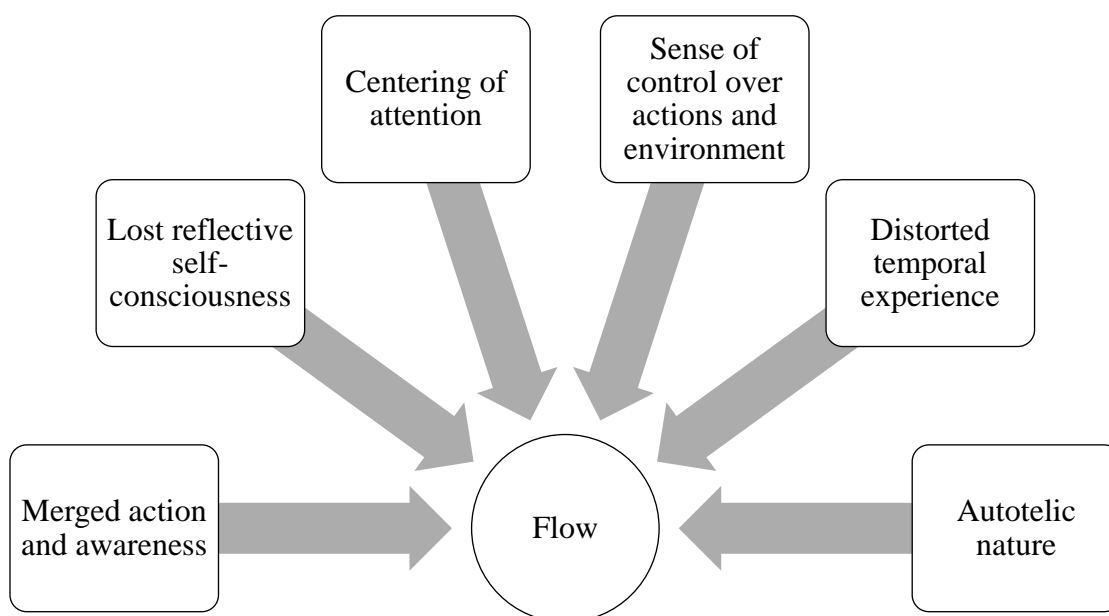 Centering of
attention
Sense of
control over
actions and
environment
Lost reflective
self-
consciousness
Distorted
temporal
experience
Merged action
and awareness
Flow
Autotelic
nature